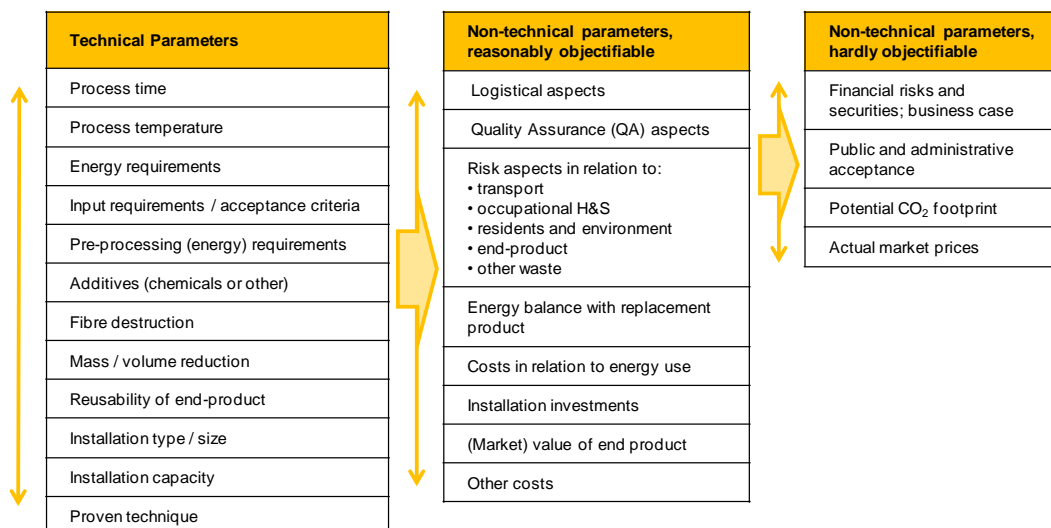 Technical Parameters
Process time
Process temperature
Energy requirements
Input requirements / acceptance criteria
Pre-processing (energy) requirements
Additives (chemicals or other)
Fibre destruction
Mass / volume reduction
Reusability of end-product
Installation type / size
Installation capacity
Proven technique
Non-technical parameters,
reasonably objectifiable
Logistical aspects
Quality Assurance (QA) aspects
Risk aspects in relation to:
• transport
• occupational H&S
• residents and environment
• end-product
• other waste
Energy balance with replacement
product
Costs in relation to energy use
Installation investments
(Market) value of end product
Other costs
Non-technical parameters,
hardly objectifiable
Financial risks and
securities; business case
Public and administrative
acceptance
Potential CO₂ footprint
Actual market prices